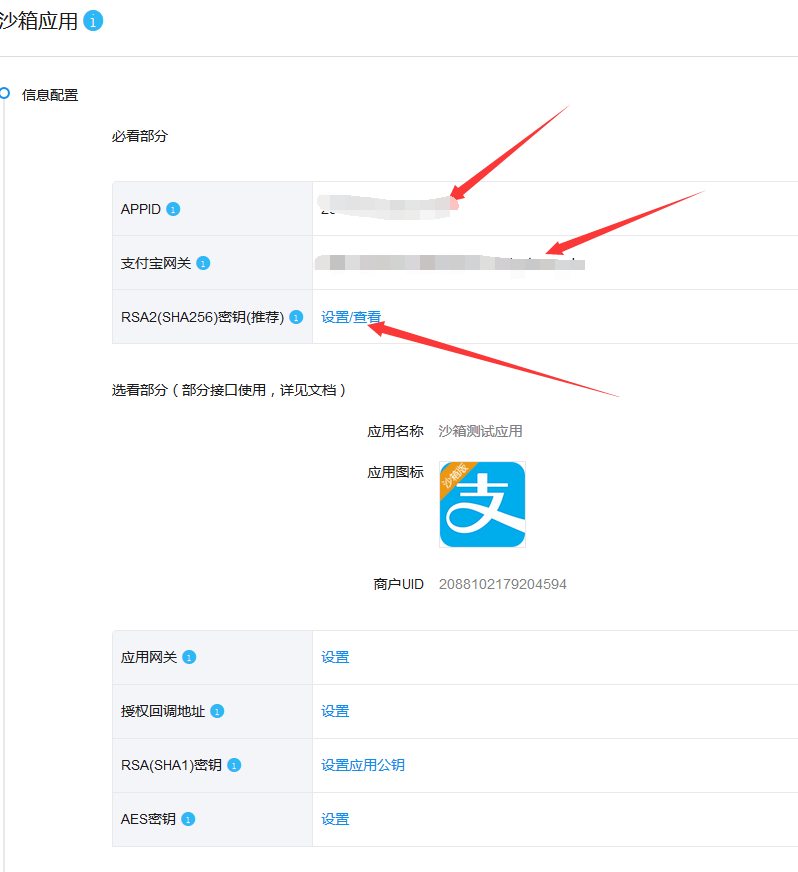 沙箱应用
信息配置
必看部分
APPID
支付宝网关
RSA2(SHA256)密钥(推荐) 设置/查看
选看部分（部分接口使用，详见文档）
应用名称 沙箱测试应用
应用图标
沙箱版
支
商户UID 2088102179204594
应用网关 设置
授权回调地址 设置
RSA(SHA1)密钥 设置应用公钥
AES密钥 设置